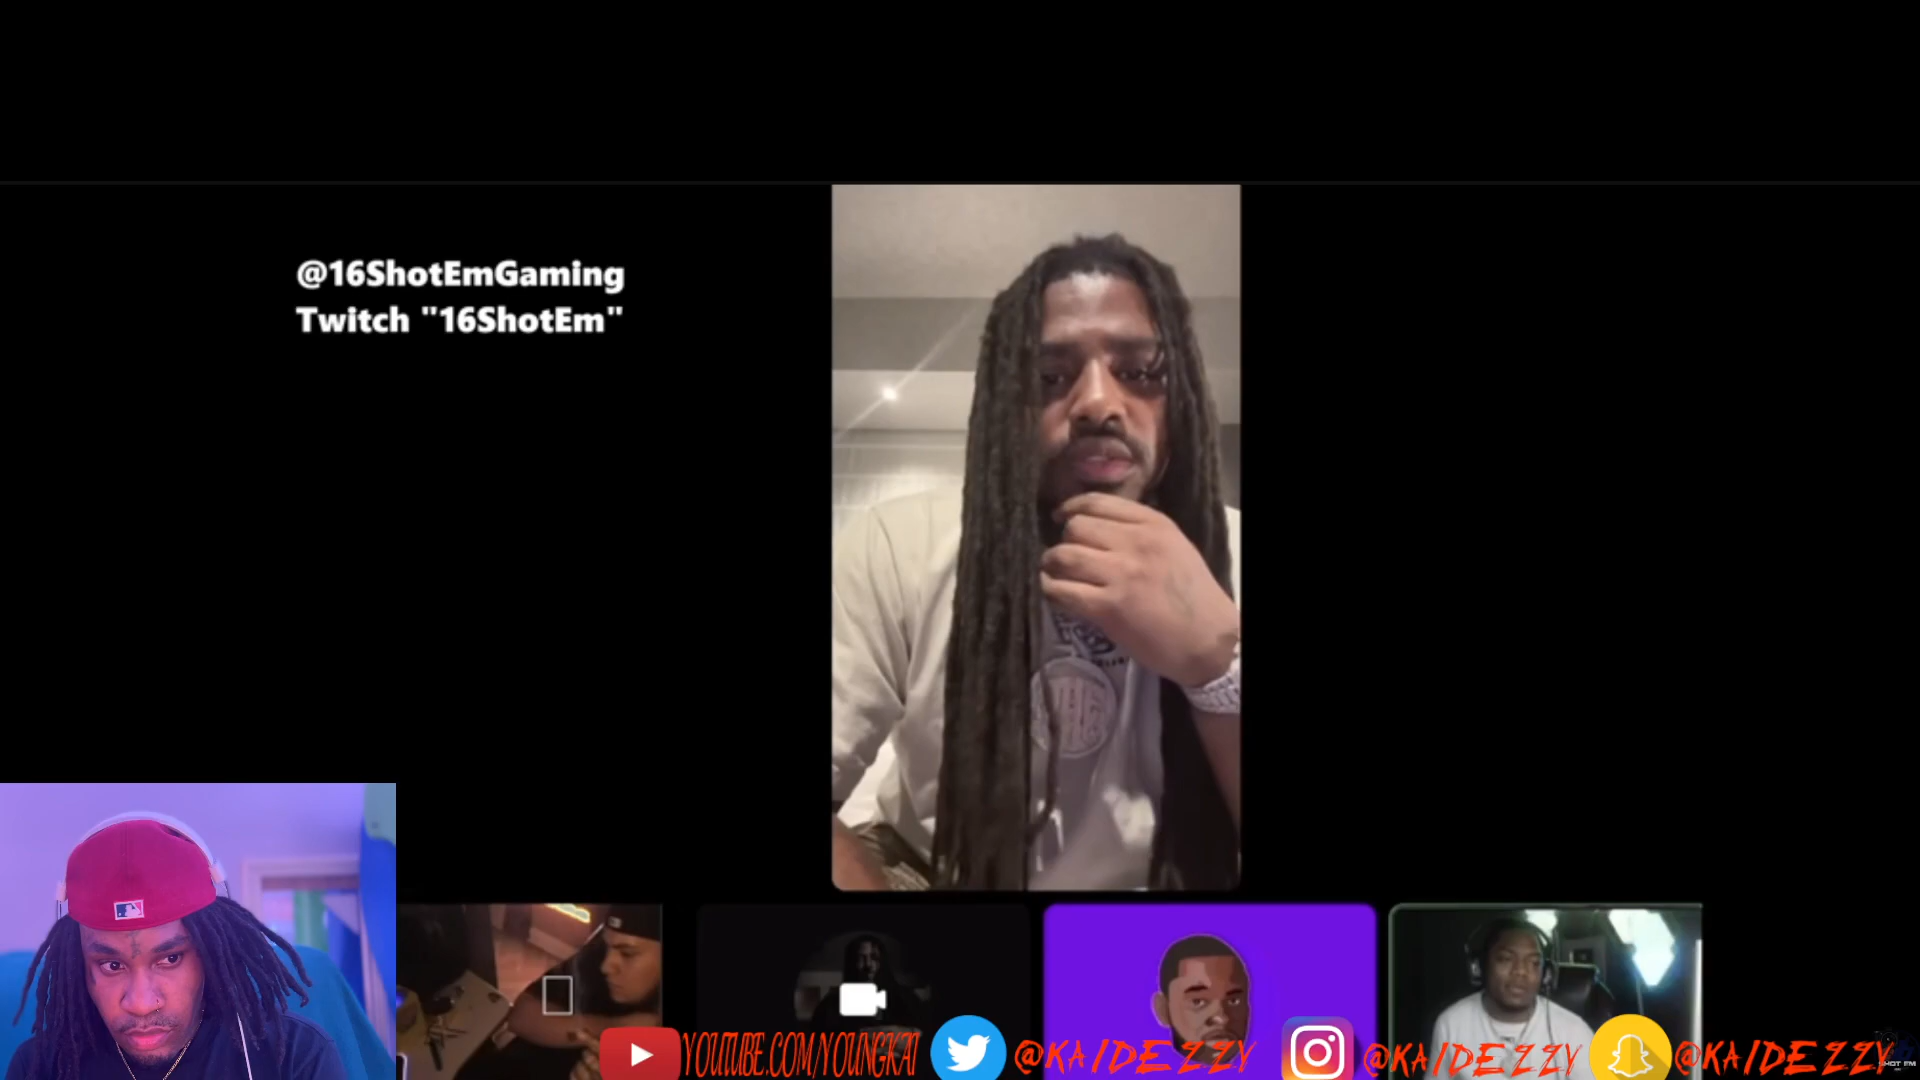 @16ShotEmGaming
Twitch "16ShotEm"
YOUTUBE.COM/YOUNGKAI
@KAIDEZZY
@KAIDEZZY
@KAIDEZZY